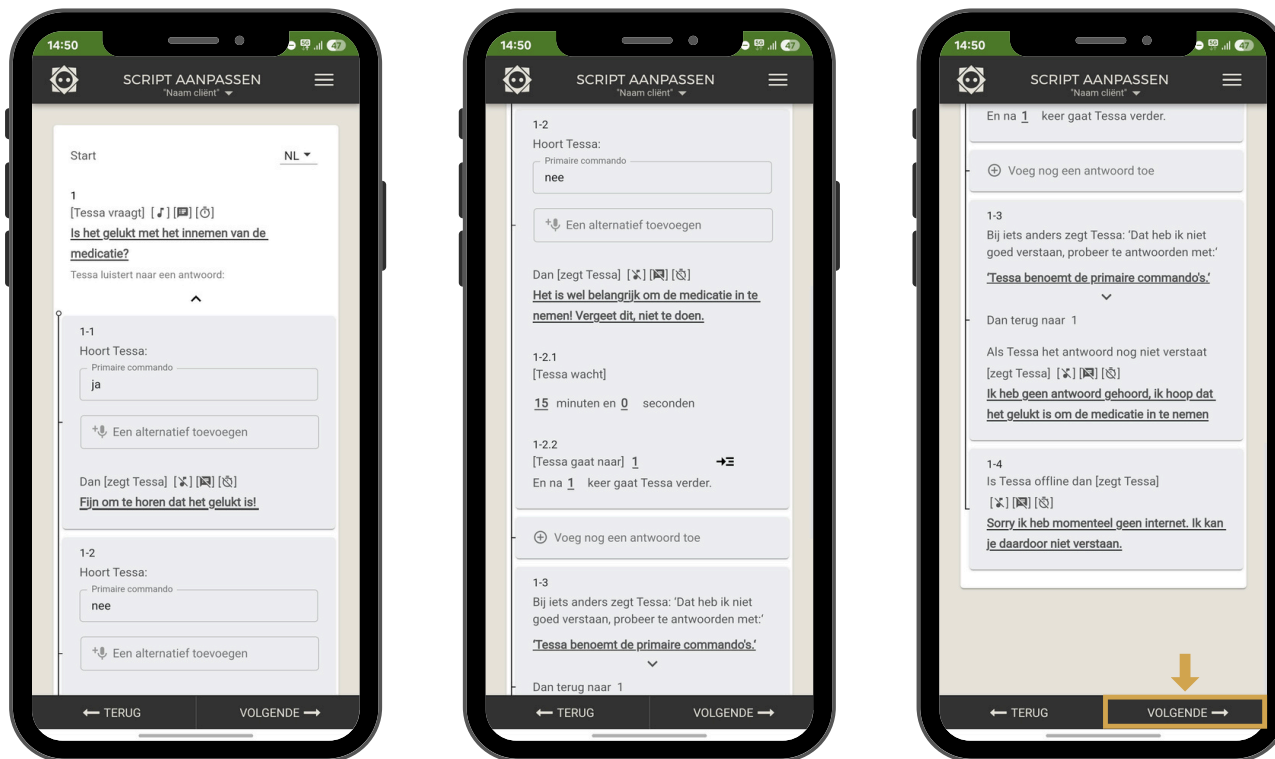 14:50
47
SCRIPT AANPASSEN
"Naam cliënt"
Start
NL
1
[Tessa vraagt] [ ] [ ] [ ]
Is het gelukt met het innemen van de
medicatie?
Tessa luistert naar een antwoord:
1-1
Hoort Tessa:
Primaire commando
ja
Een alternatief toevoegen
Dan [zegt Tessa] [ ] [ ] [ ]
Fijn om te horen dat het gelukt is!
1-2
Hoort Tessa:
Primaire commando
nee
Een alternatief toevoegen
TERUG
VOLGENDE
14:50
5G
47
SCRIPT AANPASSEN
"Naam cliënt"
1-2
Hoort Tessa:
Primaire commando
nee
Een alternatief toevoegen
Dan [zegt Tessa] [ ] [ ] [ ]
Het is wel belangrijk om de medicatie in te
nemen! Vergeet dit, niet te doen.
1-2.1
[Tessa wacht]
15 minuten en 0 seconden
1-2.2
[Tessa gaat naar] 1
En na 1 keer gaat Tessa verder.
Voeg nog een antwoord toe
1-3
Bij iets anders zegt Tessa: 'Dat heb ik niet
goed verstaan, probeer te antwoorden met:'
'Tessa benoemt de primaire commando's.'
Dan terug naar 1
TERUG
VOLGENDE
14:50
5G
47
SCRIPT AANPASSEN
"Naam cliënt"
En na 1 keer gaat Tessa verder.
Voeg nog een antwoord toe
1-3
Bij iets anders zegt Tessa: 'Dat heb ik niet
goed verstaan, probeer te antwoorden met:'
'Tessa benoemt de primaire commando's.'
Dan terug naar 1
Als Tessa het antwoord nog niet verstaat
[zegt Tessa] [ ] [ ] [ ]
Ik heb geen antwoord gehoord, ik hoop dat
het gelukt is om de medicatie in te nemen
1-4
Is Tessa offline dan [zegt Tessa]
[ ] [ ] [ ]
Sorry ik heb momenteel geen internet. Ik kan
je daardoor niet verstaan.
TERUG
VOLGENDE